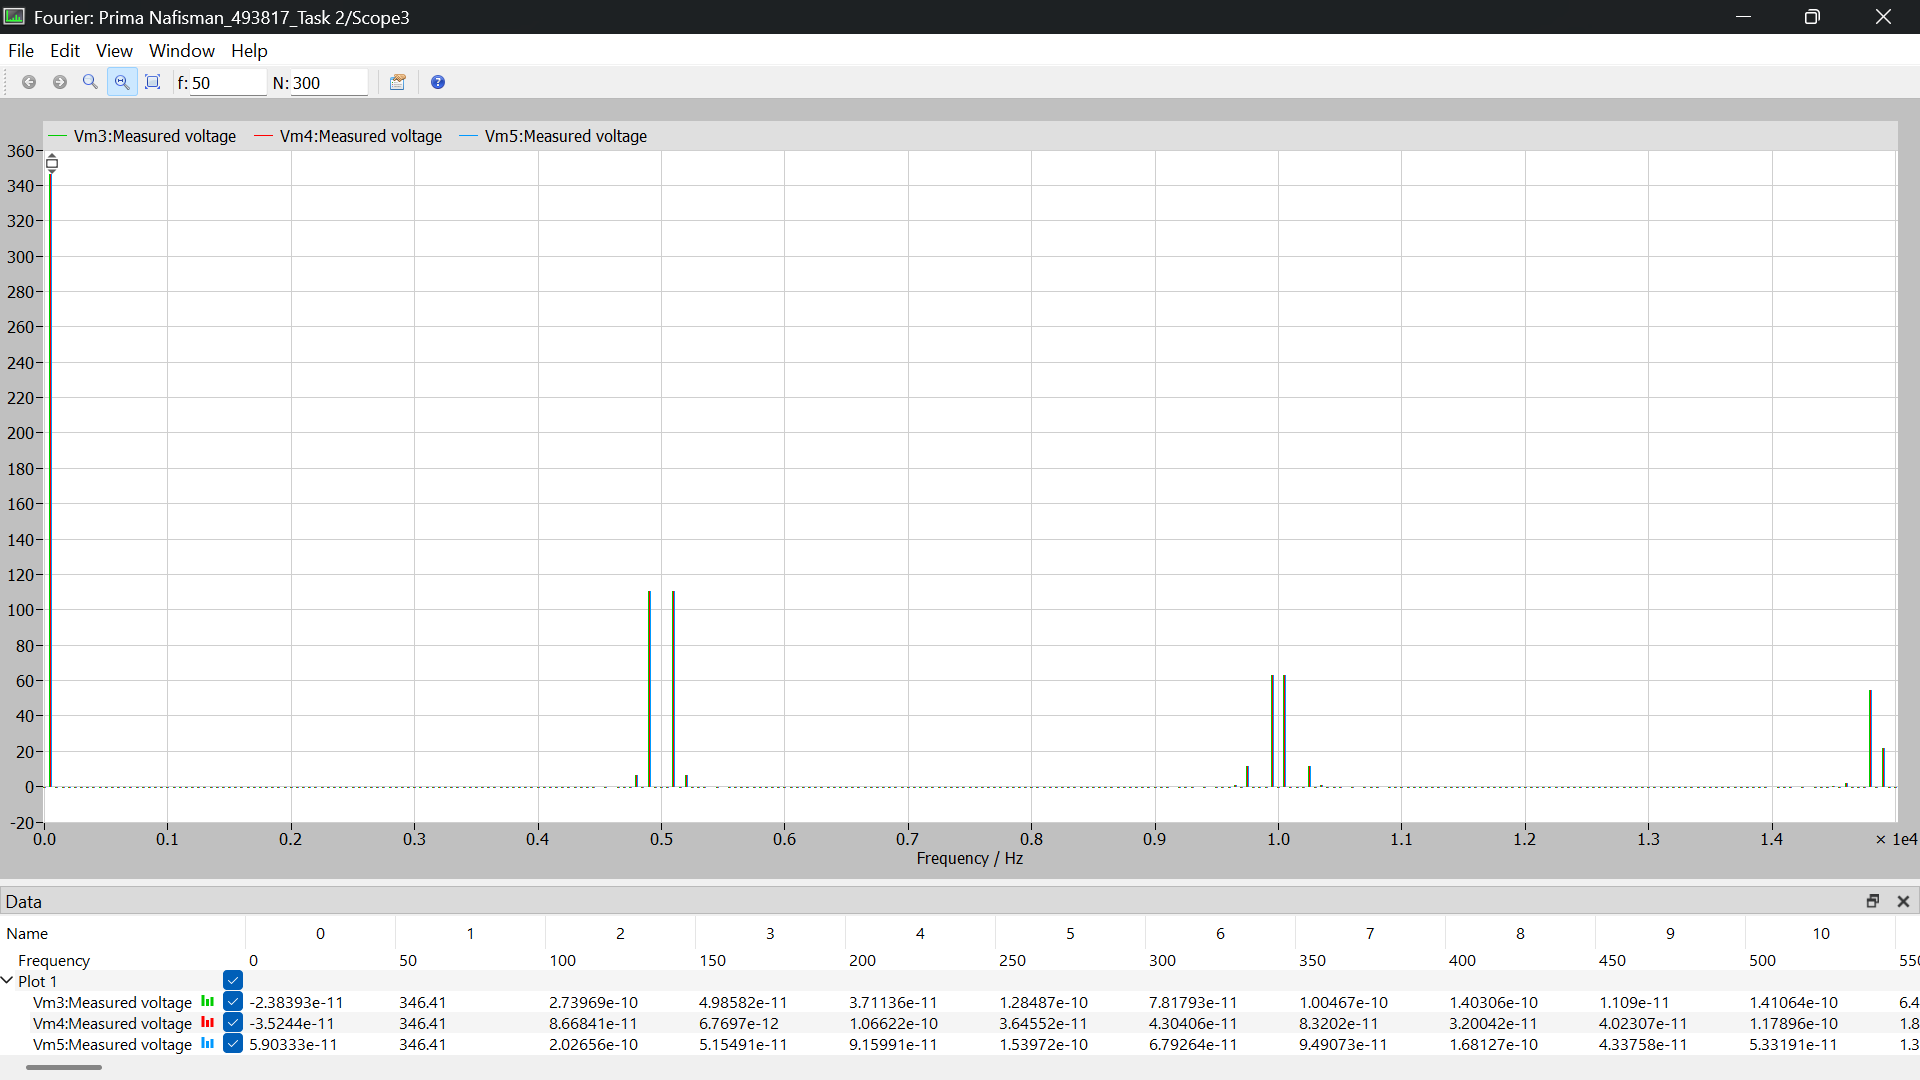 Fourier: Prima Nafisman_493817_Task 2/Scope3
File Edit View Window Help
f: 50 N: 300
Vm3:Measured voltage Vm4:Measured voltage Vm5:Measured voltage
360
340
320
300
280
260
240
220
200
180
160
140
120
100
80
60
40
20
0
-20
0.0 0.1 0.2 0.3 0.4 0.5 0.6 0.7 0.8 0.9 1.0 1.1 1.2 1.3 1.4 × 1e4
Frequency / Hz
Data
Name 0 1 2 3 4 5 6 7 8 9 10
Frequency 0 50 100 150 200 250 300 350 400 450 500 550
Plot 1
Vm3:Measured voltage -2.38393e-11 346.41 2.73969e-10 4.98582e-11 3.71136e-11 1.28487e-10 7.81793e-11 1.00467e-10 1.40306e-10 1.109e-11 1.41064e-10 6.4
Vm4:Measured voltage -3.5244e-11 346.41 8.66841e-11 6.7697e-12 1.06622e-10 3.64552e-11 4.30406e-11 8.3202e-11 3.20042e-11 4.02307e-11 1.17896e-10 1.8
Vm5:Measured voltage 5.90333e-11 346.41 2.02656e-10 5.15491e-11 9.15991e-11 1.53972e-10 6.79264e-11 9.49073e-11 1.68127e-10 4.33758e-11 5.33191e-11 1.3